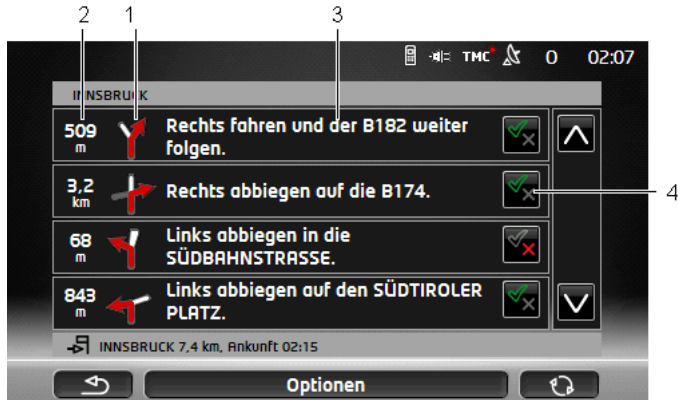 2 1 3
TMC 0 02:07
INNSBRUCK
509 m Rechts fahren und der B182 weiter
folgen.
3,2 km Rechts abbiegen auf die B174.
4
68 m Links abbiegen in die
SÜDBAHNSTRASSE.
843 m Links abbiegen auf den SÜDTIROLER
PLATZ.
INNSBRUCK 7,4 km, Ankunft 02:15
Optionen